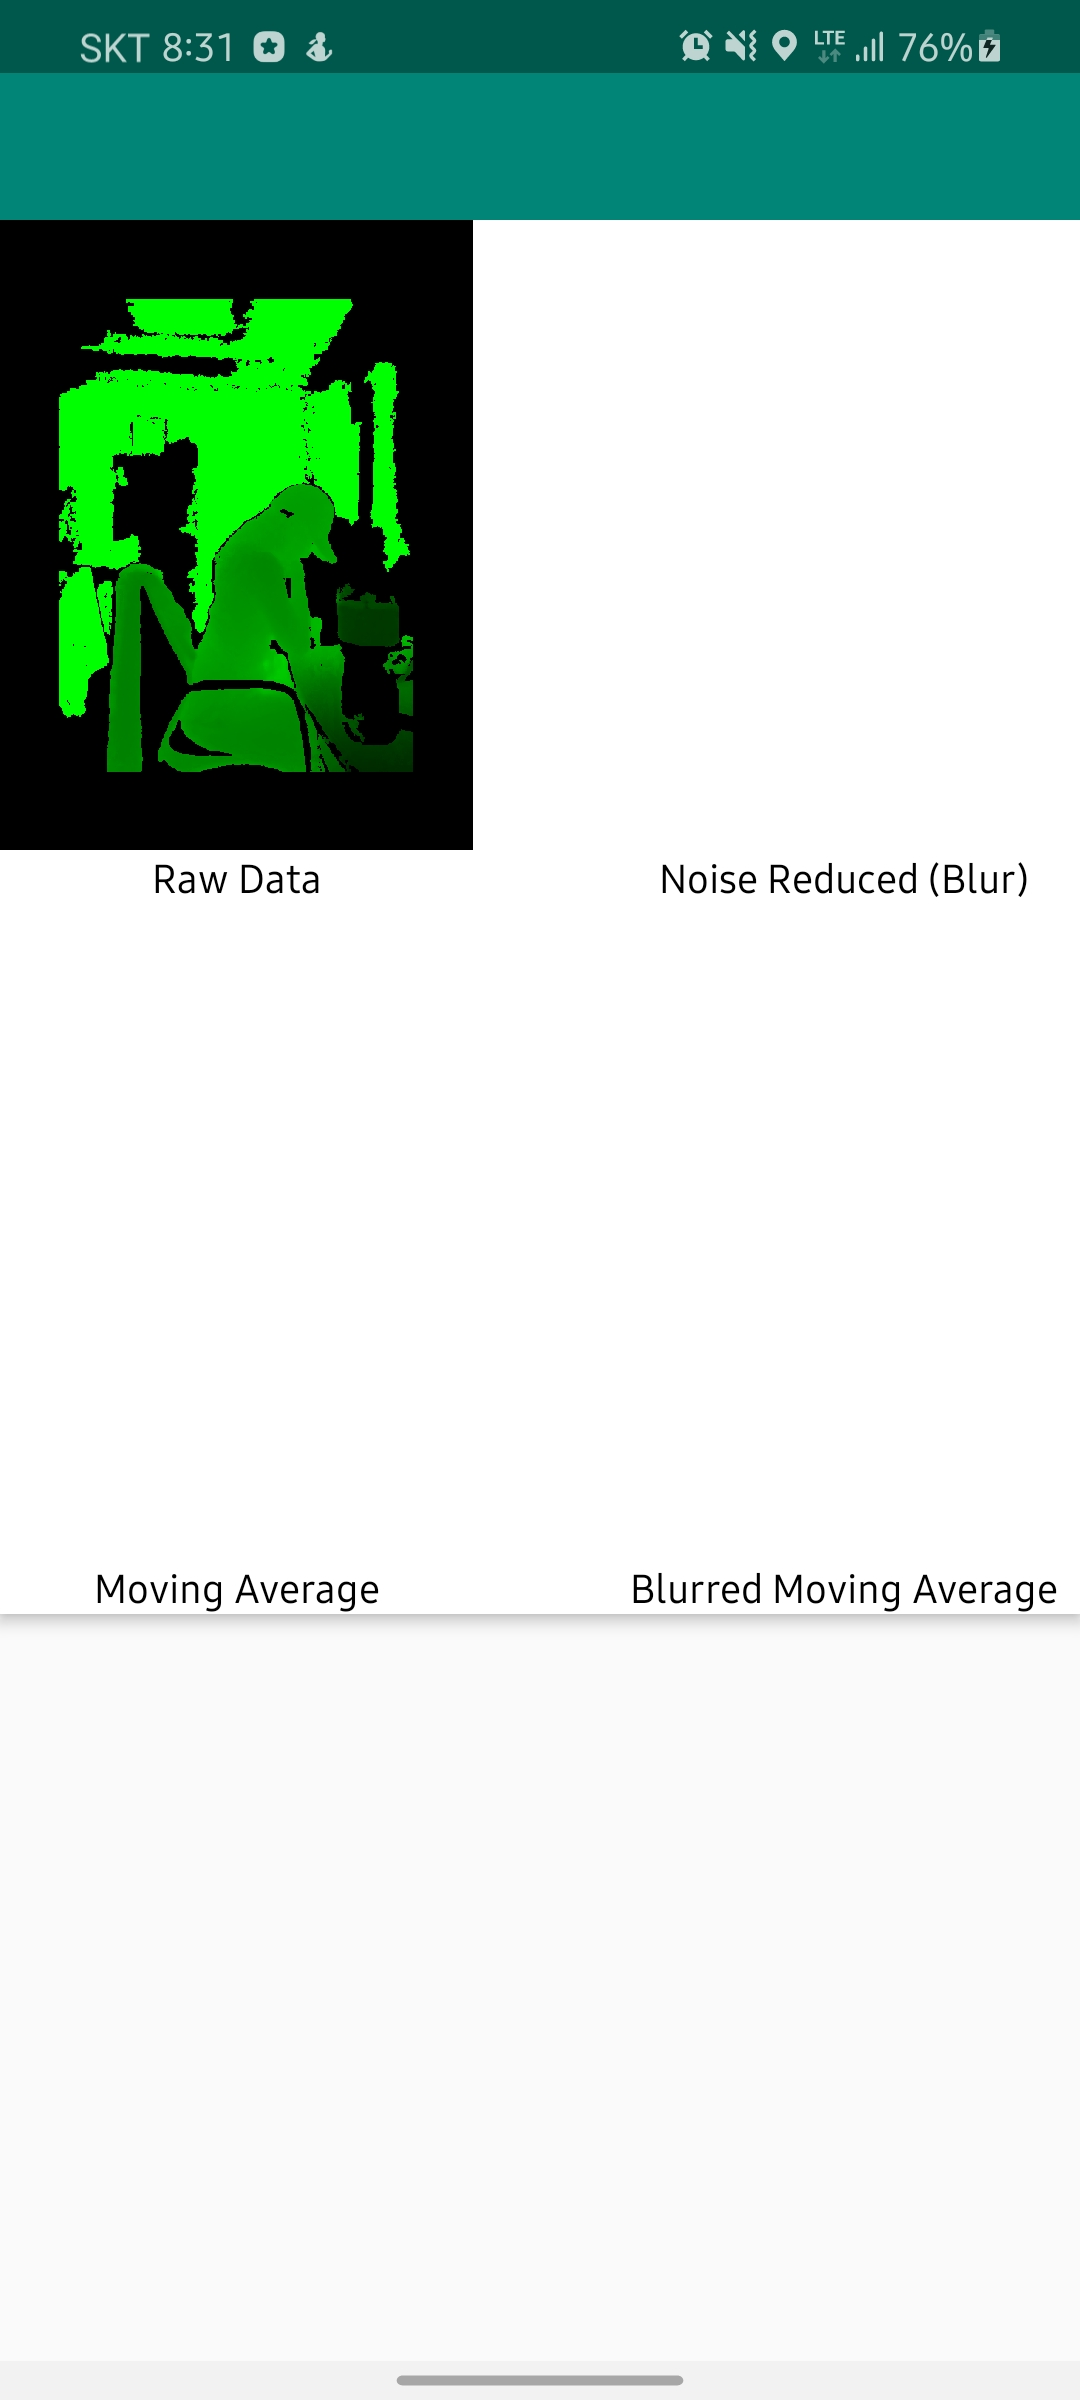 SKT 8:31 LTE 76%
Raw Data
Noise Reduced (Blur)
Moving Average
Blurred Moving Average